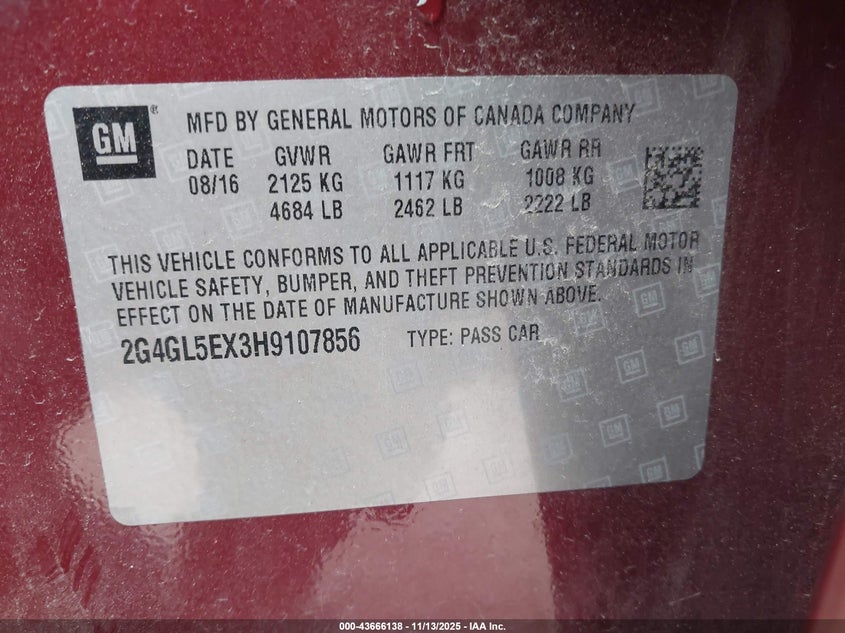 GM
®
MFD BY GENERAL MOTORS OF CANADA COMPANY
DATE GVWR GAWR FRT GAWR RR
08/16 2125 KG 1117 KG 1008 KG
4684 LB 2462 LB 2222 LB
THIS VEHICLE CONFORMS TO ALL APPLICABLE U.S. FEDERAL MOTOR
VEHICLE SAFETY, BUMPER, AND THEFT PREVENTION STANDARDS IN
EFFECT ON THE DATE OF MANUFACTURE SHOWN ABOVE.
2G4GL5EX3H9107856 TYPE: PASS CAR
000-43666138 - 11/13/2025 - IAA Inc.